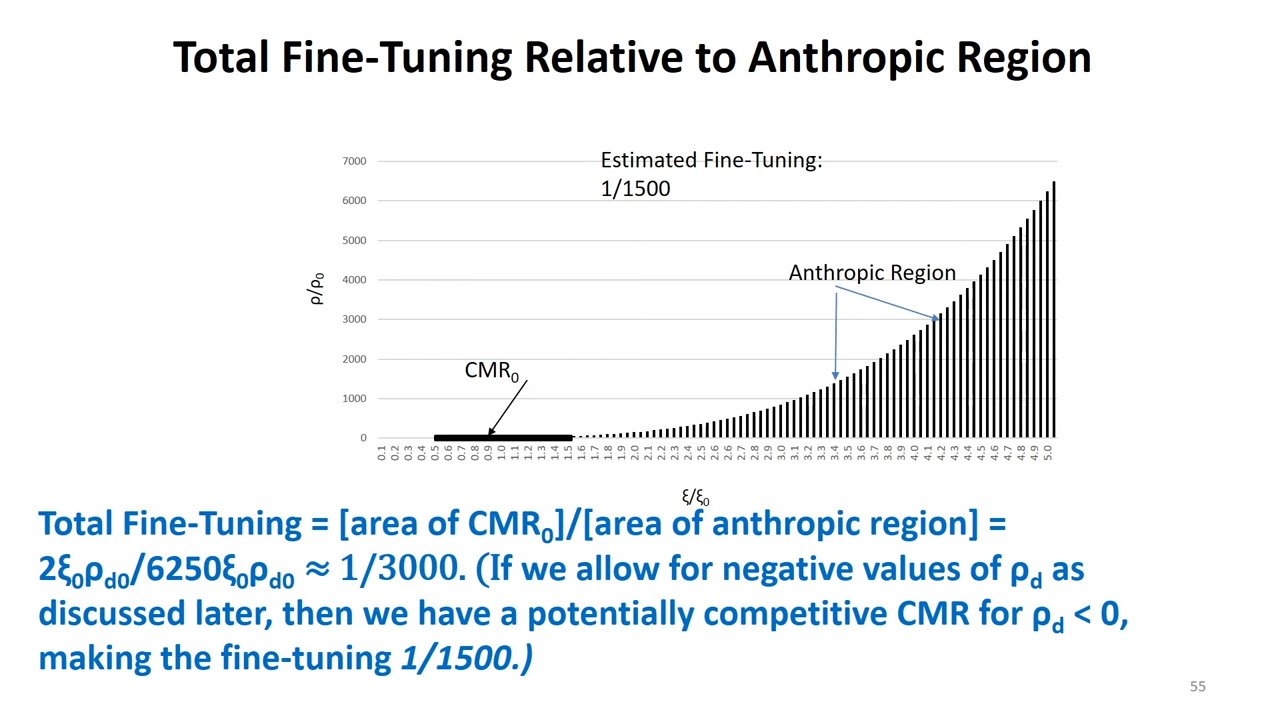 Total Fine-Tuning Relative to Anthropic Region
Estimated Fine-Tuning:
1/1500
7000
6000
5000
4000
3000
2000
1000
0
ρ/ρ₀
Anthropic Region
CMR₀
0.1 0.2 0.3 0.4 0.5 0.6 0.7 0.8 0.9 1.0 1.1 1.2 1.3 1.4 1.5 1.6 1.7 1.8 1.9 2.0 2.1 2.2 2.3 2.4 2.5 2.6 2.7 2.8 2.9 3.0 3.1 3.2 3.3 3.4 3.5 3.6 3.7 3.8 3.9 4.0 4.1 4.2 4.3 4.4 4.5 4.6 4.7 4.8 4.9 5.0
ξ/ξ₀
Total Fine-Tuning = [area of CMR₀]/[area of anthropic region] =
2ξ₀ρd0/6250ξ₀ρd0 ≈ 1/3000. (If we allow for negative values of ρd as
discussed later, then we have a potentially competitive CMR for ρd < 0,
making the fine-tuning 1/1500.)
55